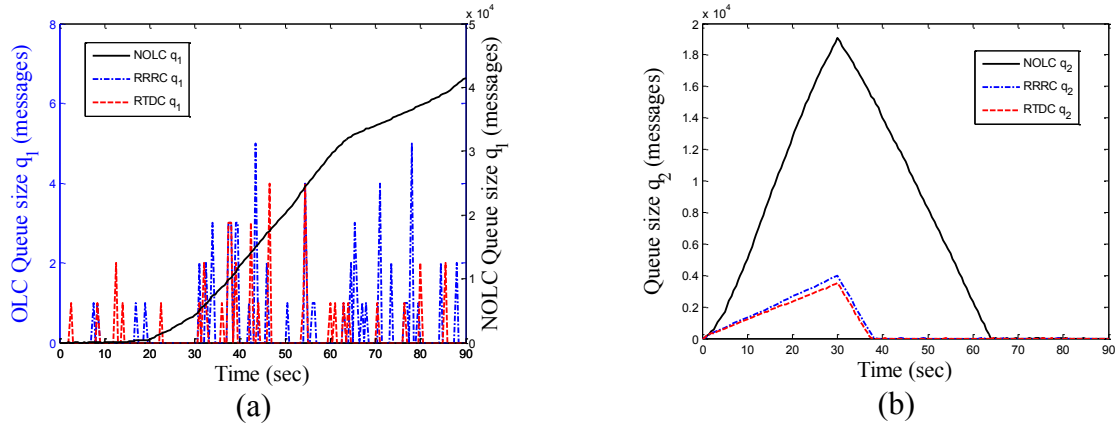 x 10⁴
8
6
4
2
0
5
4
3
2
1
0
OLC Queue size q₁ (messages)
NOLC Queue size q₁ (messages)
NOLC q₁
RRRC q₁
RTDC q₁
0 10 20 30 40 50 60 70 80 90
Time (sec)
(a)
x 10⁴
2
1.8
1.6
1.4
1.2
1
0.8
0.6
0.4
0.2
0
Queue size q₂ (messages)
NOLC q₂
RRRC q₂
RTDC q₂
0 10 20 30 40 50 60 70 80 90
Time (sec)
(b)